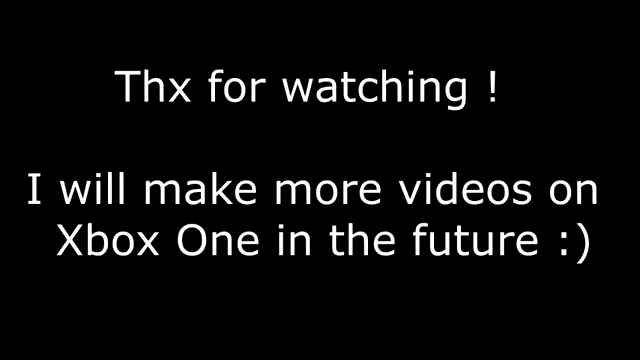 Thx for watching !
I will make more videos on
Xbox One in the future :)